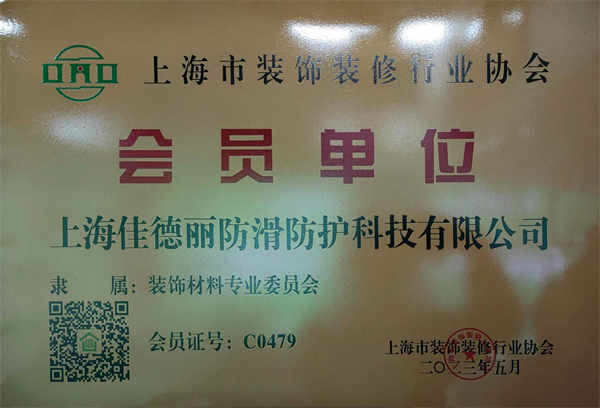 上海市装饰装修行业协会
会员单位
上海佳德丽防滑防护科技有限公司
隶 属：装饰材料专业委员会
会员证号：C0479
上海市装饰装修行业协会
二〇二三年五月